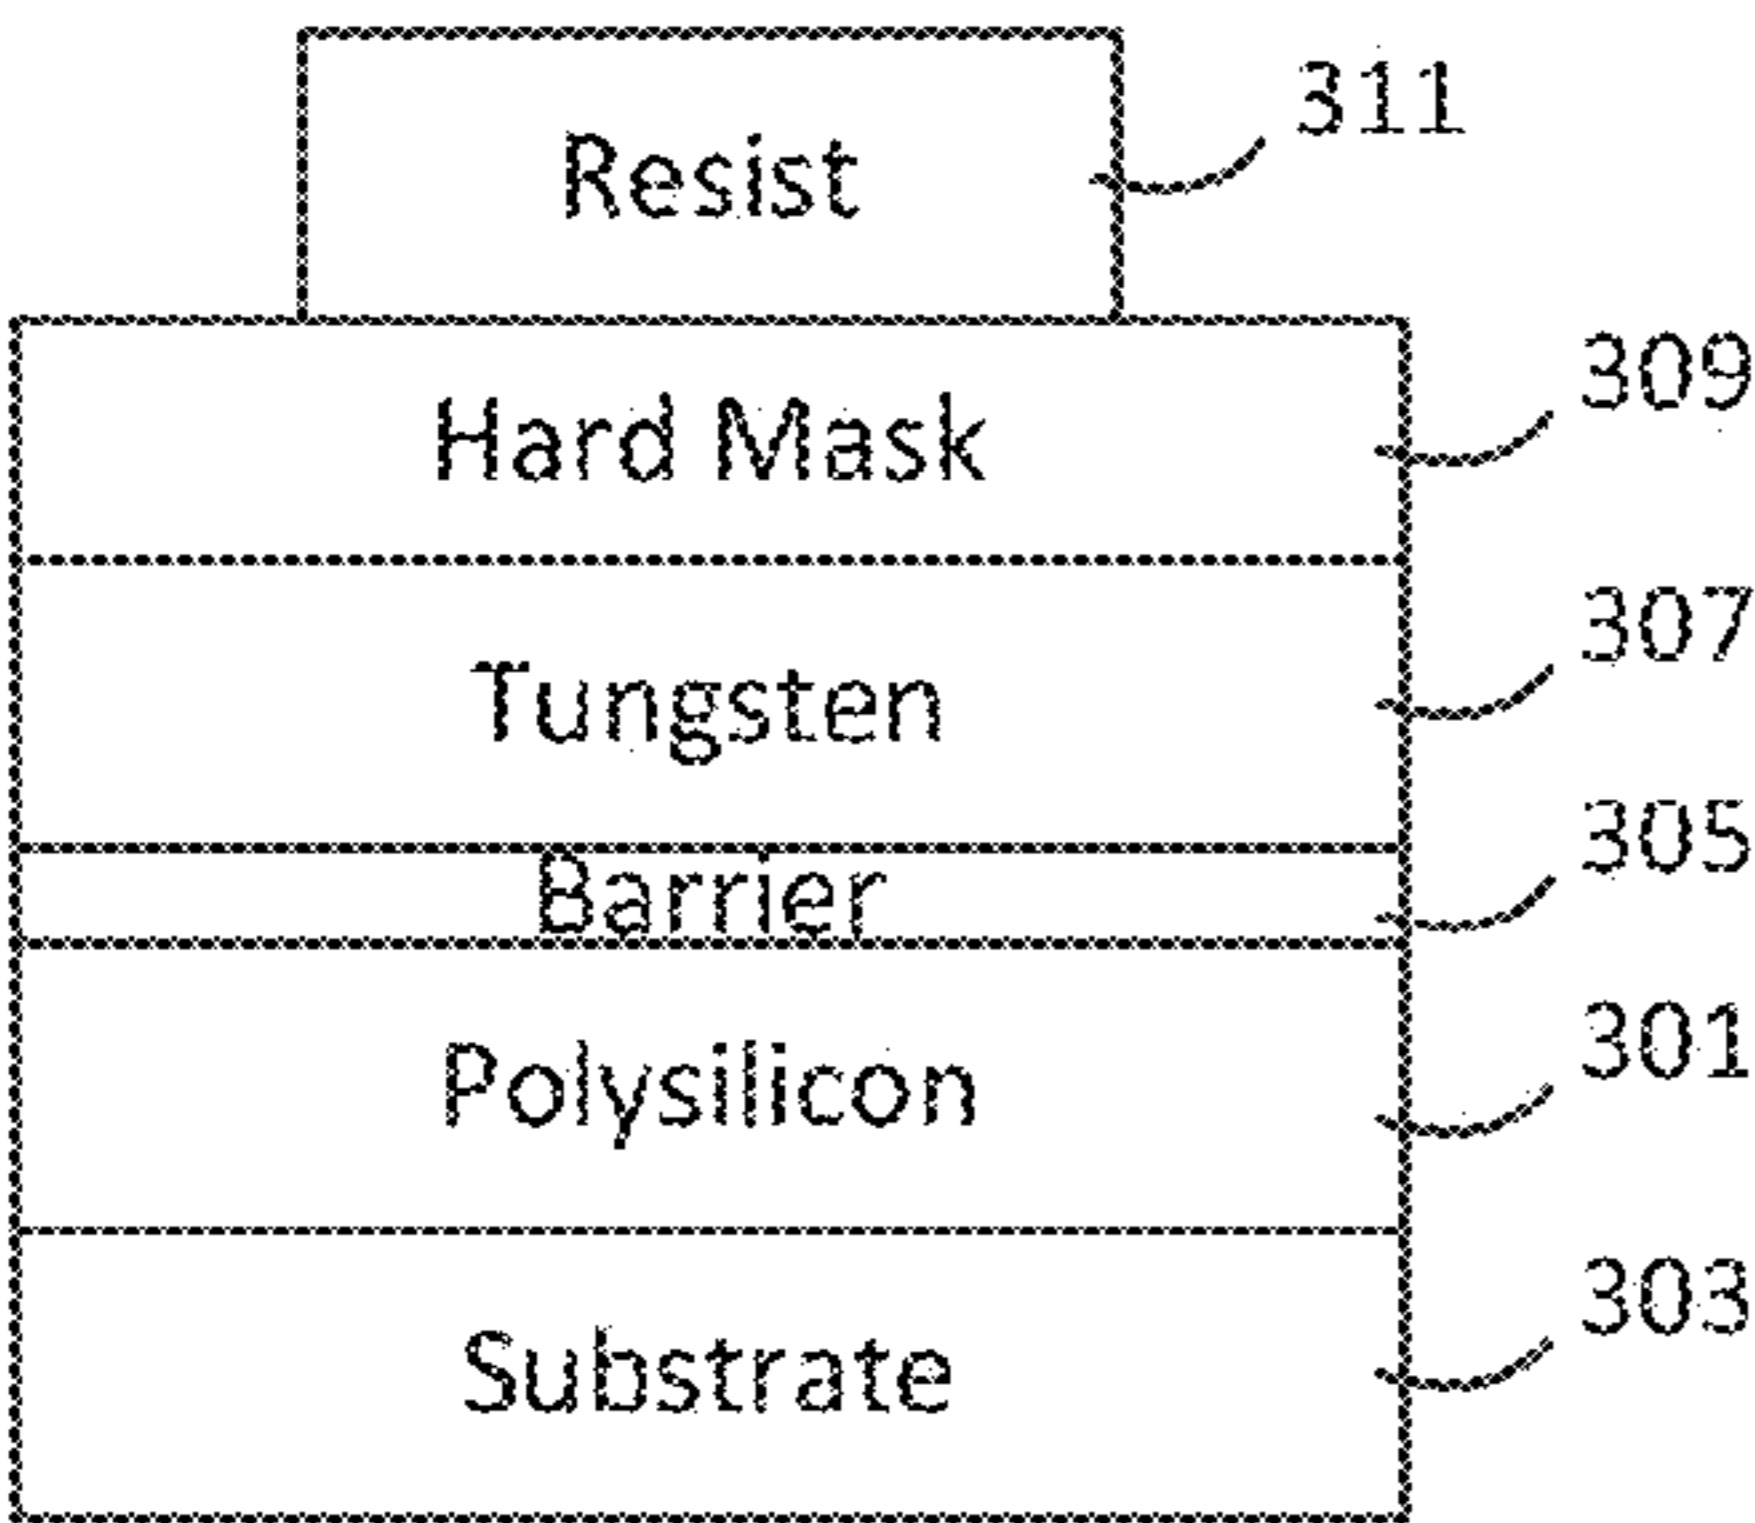 Resist
311
Hard Mask
309
Tungsten
307
Barrier
305
Polysilicon
301
Substrate
303